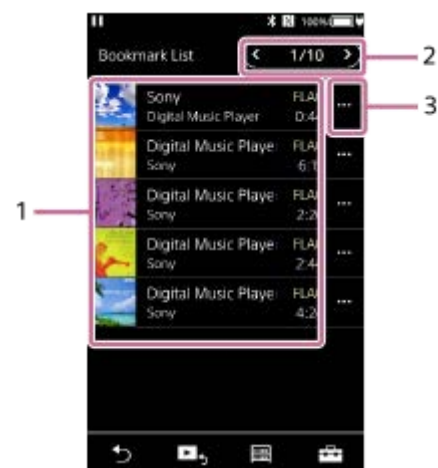 100%
Bookmark List < 1/10 > 2
Sony FLA
Digital Music Player 0:4 ... 3
Digital Music Playe
Sony 6:1
Digital Music Playe FLA
1 Sony 2:2
Digital Music Playe FLA
Sony 2:4
Digital Music Playe FLA
Sony 4:2